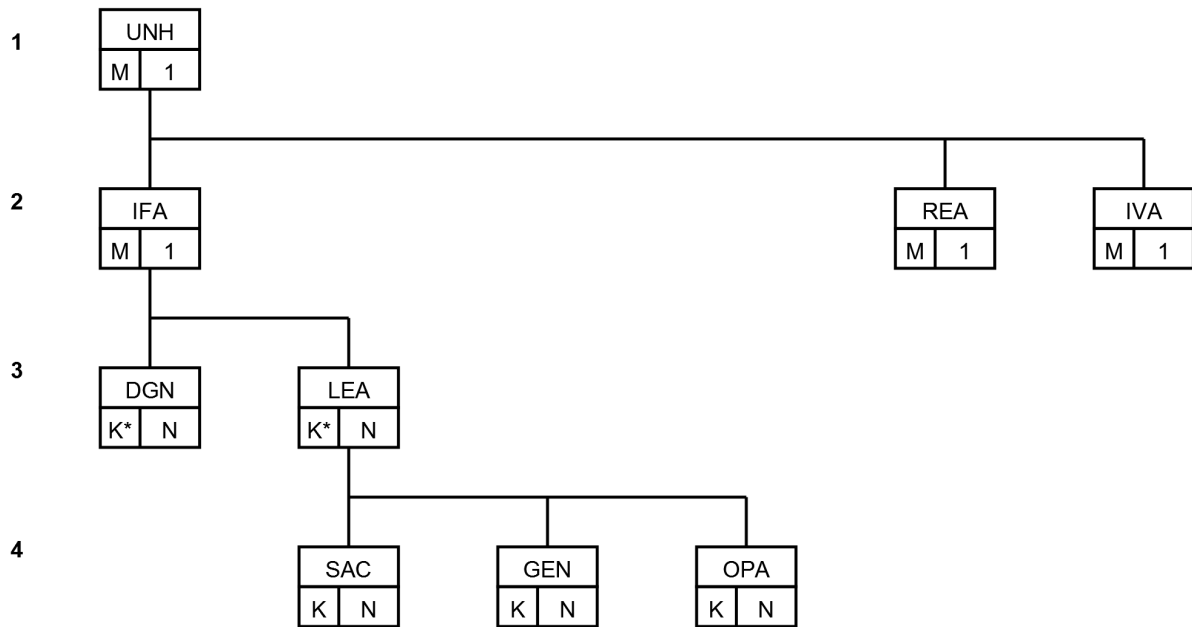 1
UNH
M 1
2
IFA
M 1
REA
M 1
IVA
M 1
3
DGN
K* N
LEA
K* N
4
SAC
K N
GEN
K N
OPA
K N